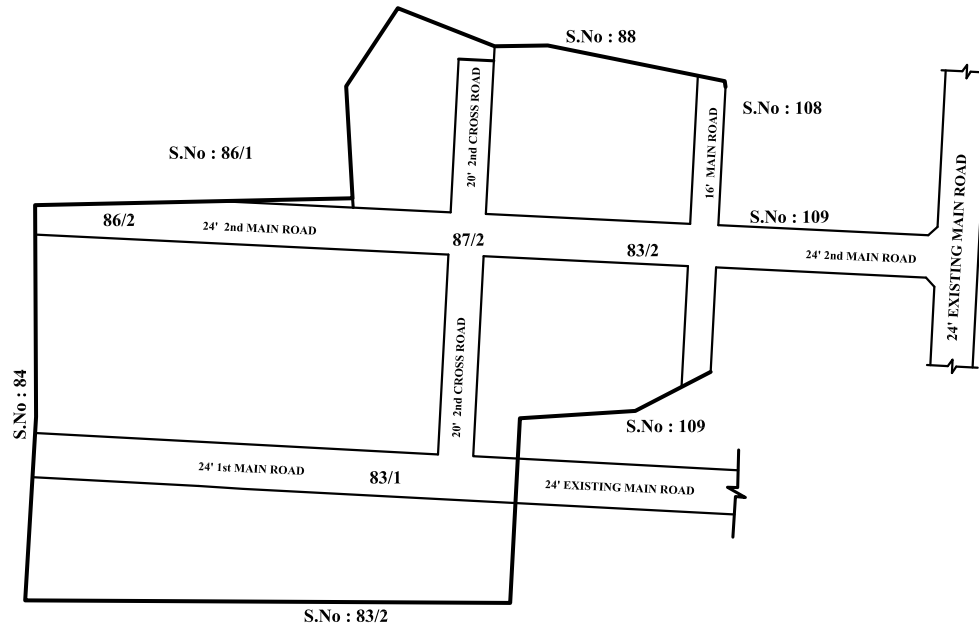 S.No : 88
20' 2nd CROSS ROAD
S.No : 108
16' MAIN ROAD
S.No : 86/1
86/2
S.No : 109
24' 2nd MAIN ROAD
87/2
83/2
24' 2nd MAIN ROAD
24' EXISTING MAIN ROAD
S.No : 84
20' 2nd CROSS ROAD
S.No : 109
24' 1st MAIN ROAD
83/1
24' EXISTING MAIN ROAD
S.No : 83/2